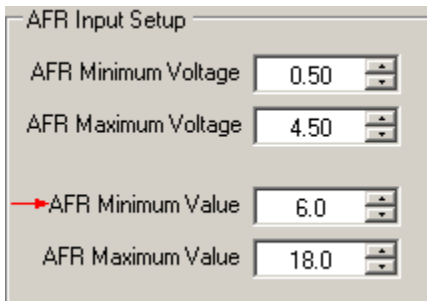 AFR Input Setup
AFR Minimum Voltage 0.50
AFR Maximum Voltage 4.50
AFR Minimum Value 6.0
AFR Maximum Value 18.0